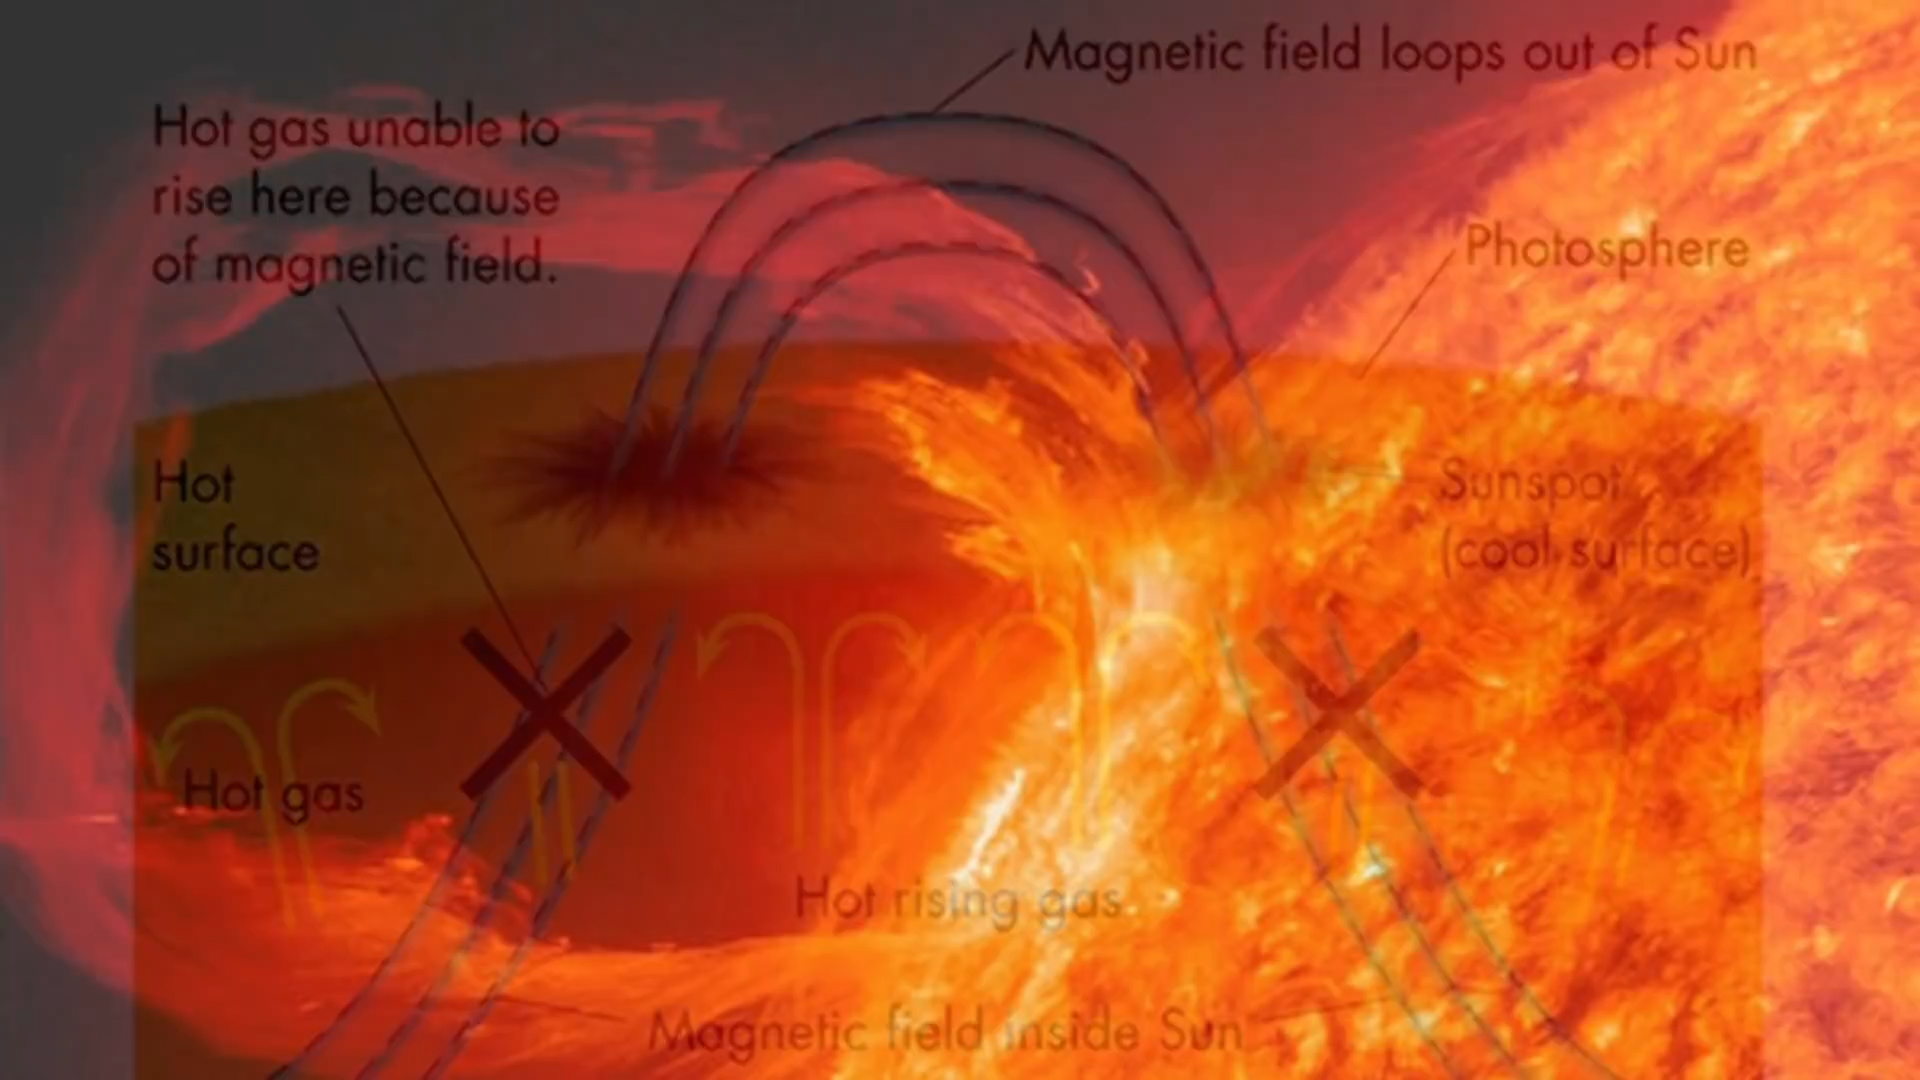 Magnetic field loops out of Sun
Hot gas unable to
rise here because
of magnetic field.
Photosphere
Hot
surface
Sunspot
(cool surface)
Hot gas
Hot rising gas
Magnetic field inside Sun